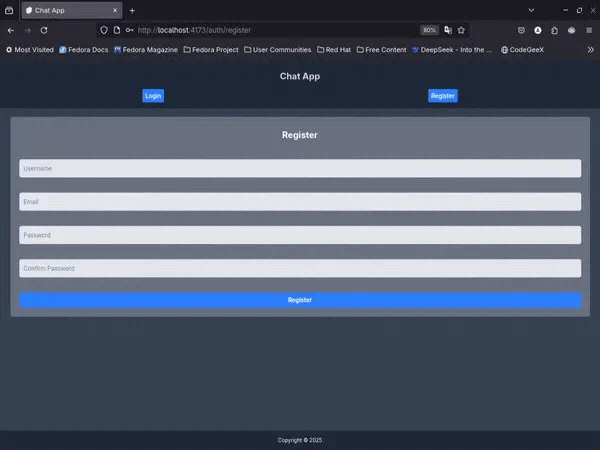 Chat App
http://localhost:4173/auth/register
80%
Most Visited Fedora Docs Fedora Magazine Fedora Project User Communities Red Hat Free Content DeepSeek - Into the ... CodeGeeX
Chat App
Login Register
Register
Username
Email
Password
Confirm Password
Register
Copyright © 2025